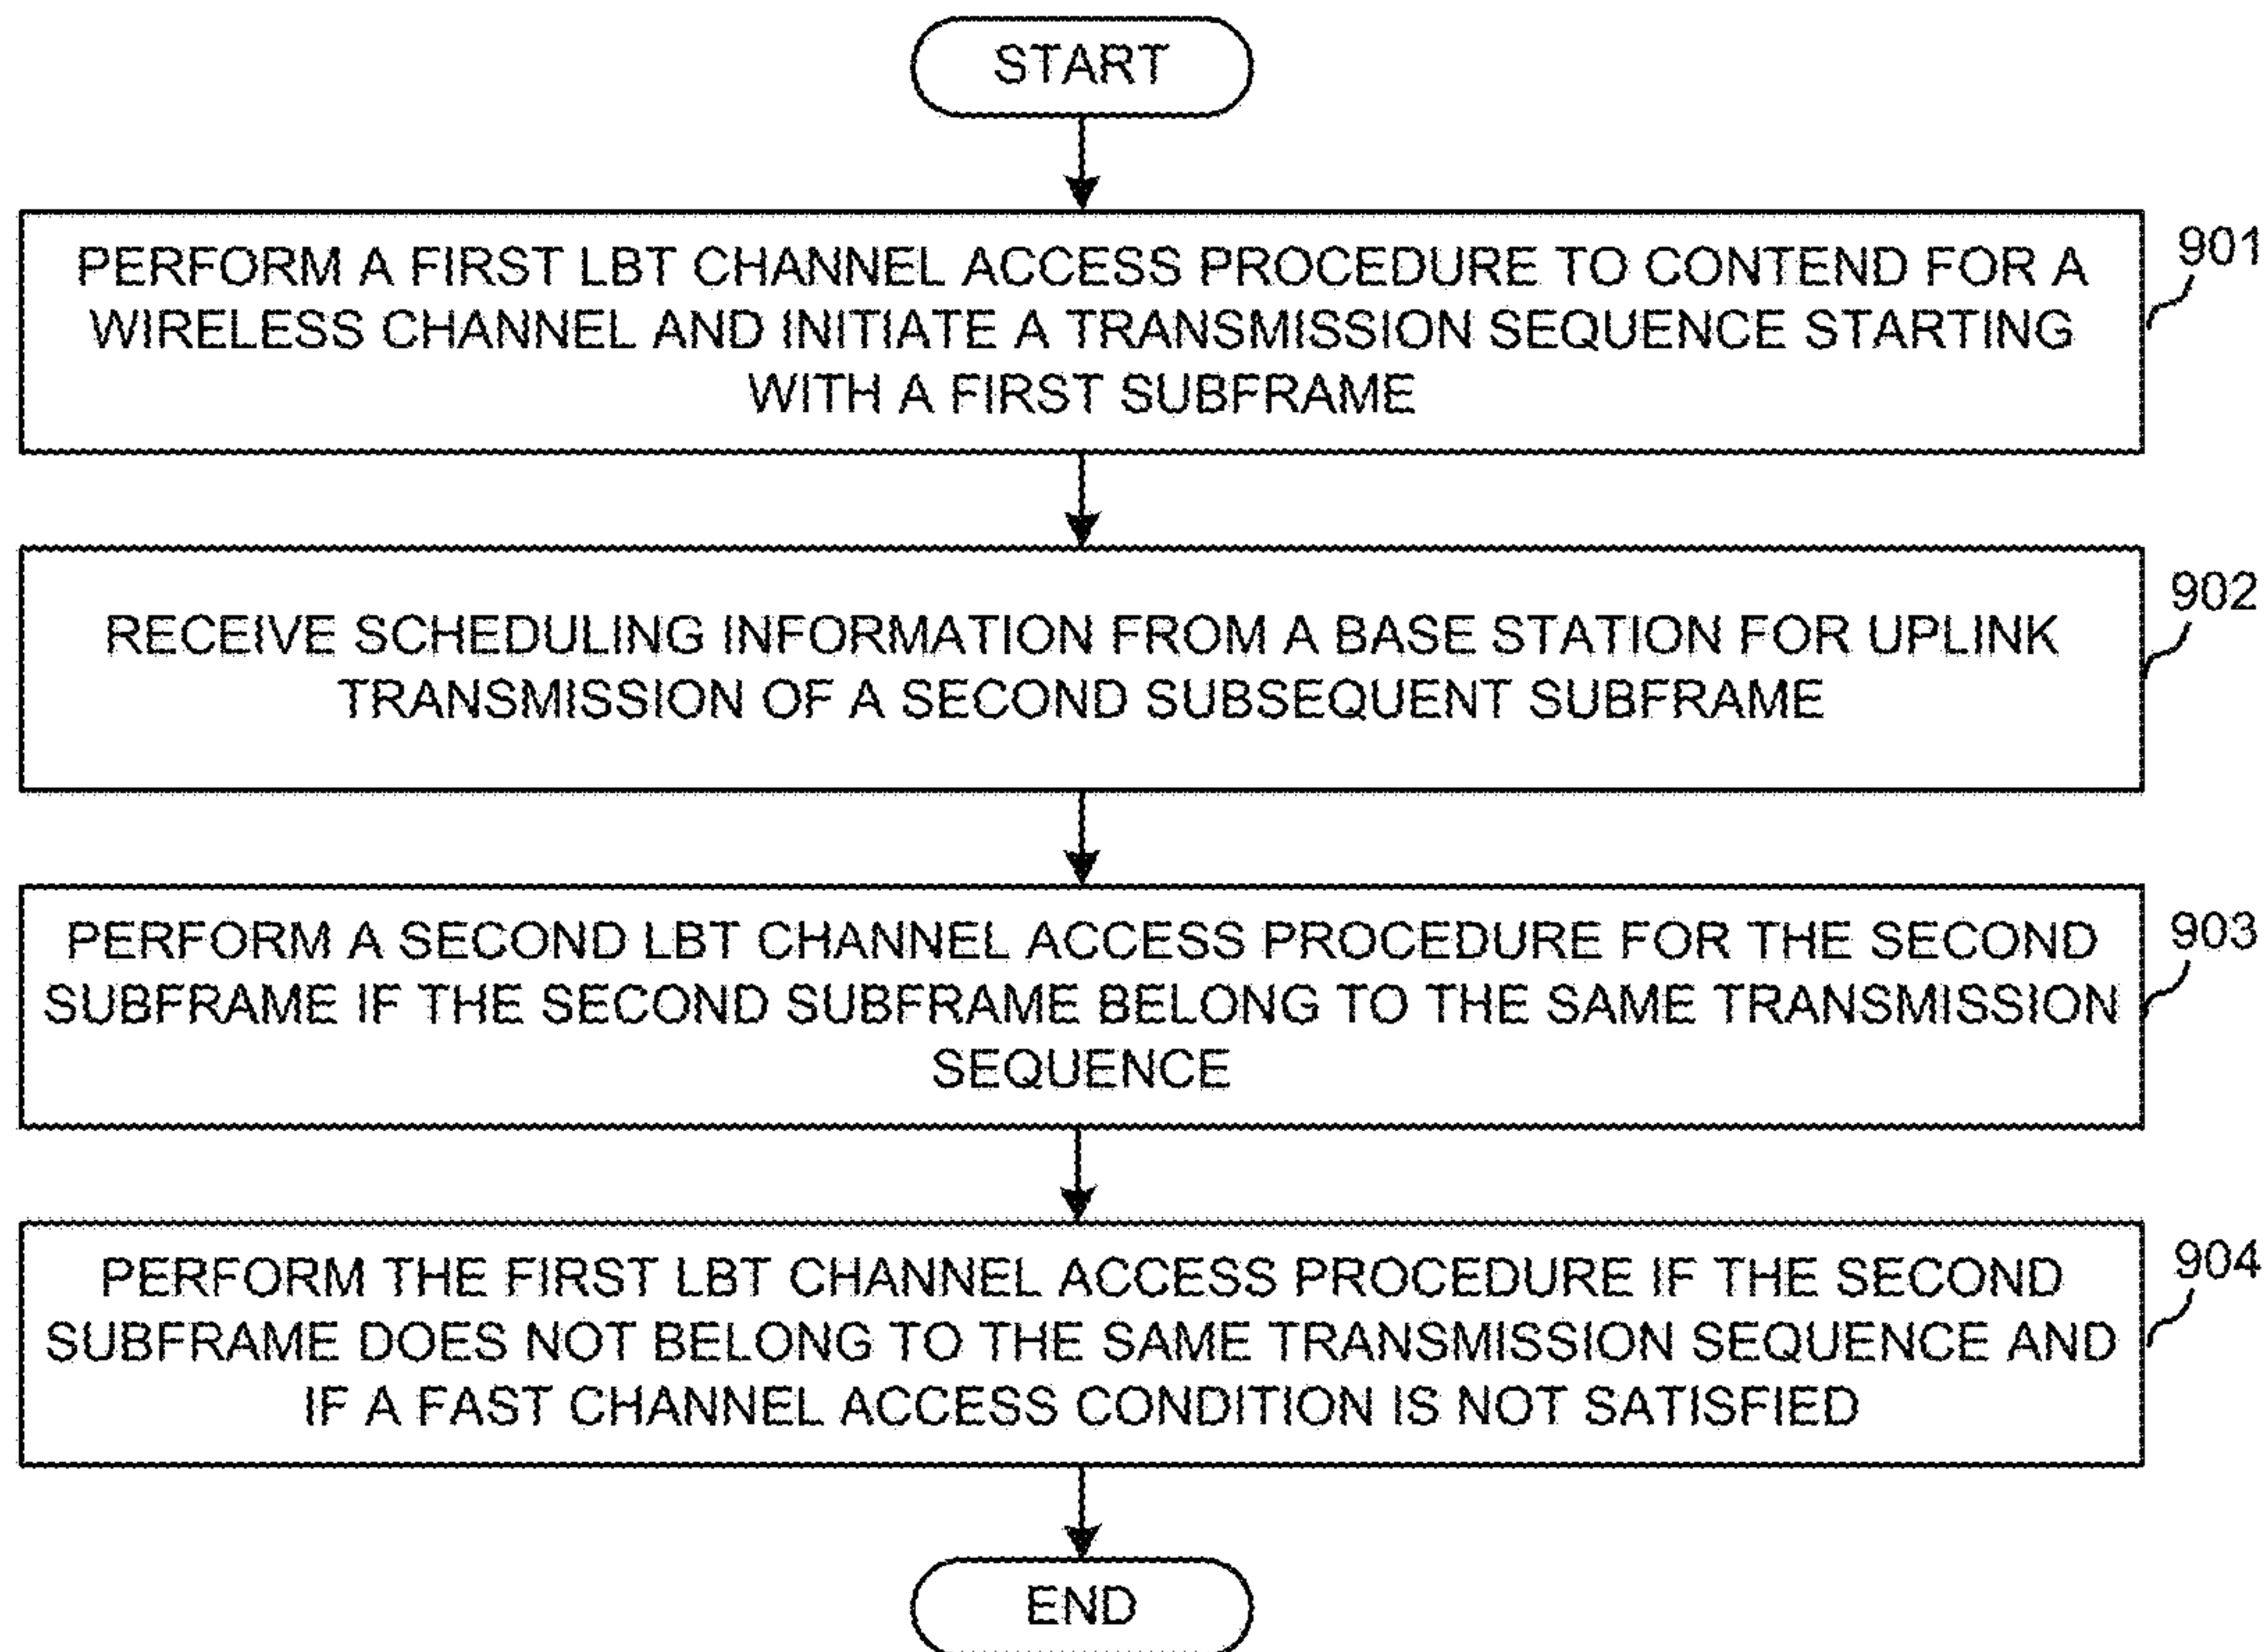 START
PERFORM A FIRST LBT CHANNEL ACCESS PROCEDURE TO CONTEND FOR A
WIRELESS CHANNEL AND INITIATE A TRANSMISSION SEQUENCE STARTING
WITH A FIRST SUBFRAME
901
RECEIVE SCHEDULING INFORMATION FROM A BASE STATION FOR UPLINK
TRANSMISSION OF A SECOND SUBSEQUENT SUBFRAME
902
PERFORM A SECOND LBT CHANNEL ACCESS PROCEDURE FOR THE SECOND
SUBFRAME IF THE SECOND SUBFRAME BELONG TO THE SAME TRANSMISSION
SEQUENCE
903
PERFORM THE FIRST LBT CHANNEL ACCESS PROCEDURE IF THE SECOND
SUBFRAME DOES NOT BELONG TO THE SAME TRANSMISSION SEQUENCE AND
IF A FAST CHANNEL ACCESS CONDITION IS NOT SATISFIED
904
END